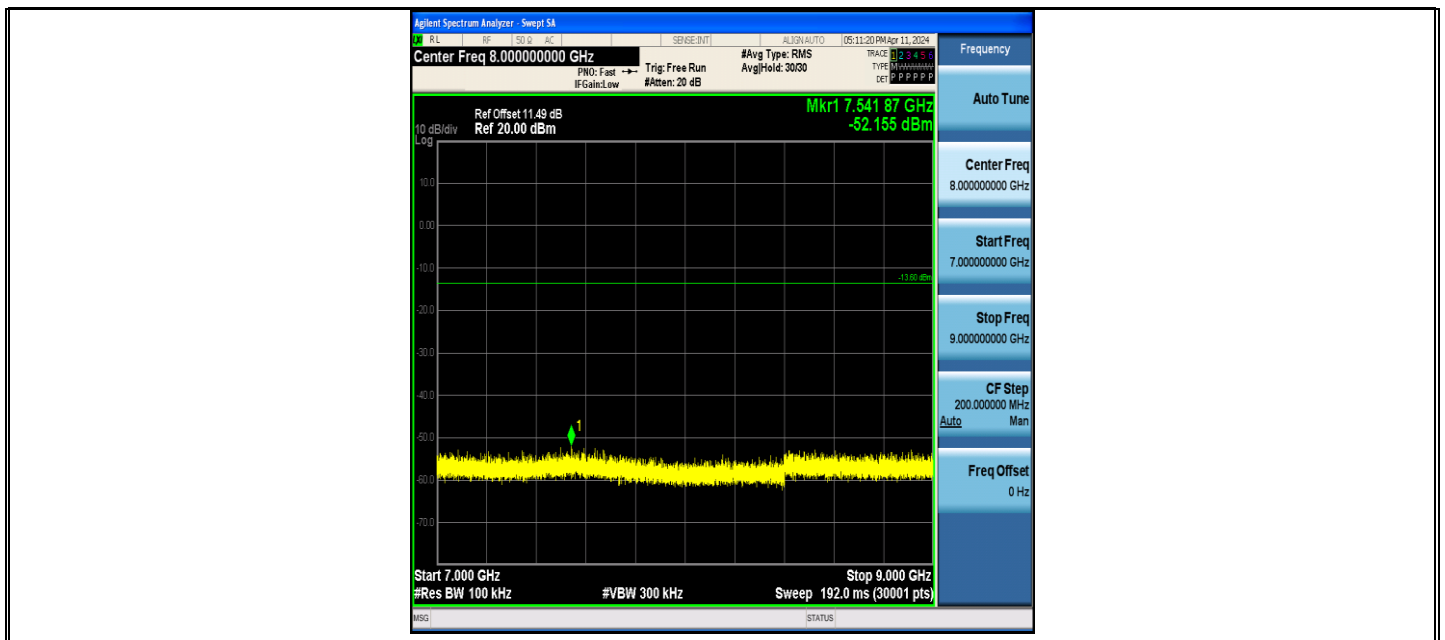 Agilent Spectrum Analyzer - Swept SA
RL RF 50 Ω AC SENSE:INT ALIGN AUTO 05:11:20 PM Apr 11, 2024
Center Freq 8.000000000 GHz
PNO: Fast
IFGain:Low
Trig: Free Run
#Atten: 20 dB
#Avg Type: RMS
Avg|Hold: 30/30
TRACE 1 2 3 4 5 6
TYPE
DET P P P P P P
Mkr1 7.541 87 GHz
-52.155 dBm
Ref Offset 11.49 dB
10 dB/div Ref 20.00 dBm
Log
10.0
0.00
-10.0
-13.60 dBm
-20.0
-30.0
-40.0
1
-50.0
-60.0
-70.0
Start 7.000 GHz Stop 9.000 GHz
#Res BW 100 kHz #VBW 300 kHz Sweep 192.0 ms (30001 pts)
MSG STATUS
Frequency
Auto Tune
Center Freq
8.000000000 GHz
Start Freq
7.000000000 GHz
Stop Freq
9.000000000 GHz
CF Step
200.000000 MHz
Auto Man
Freq Offset
0 Hz